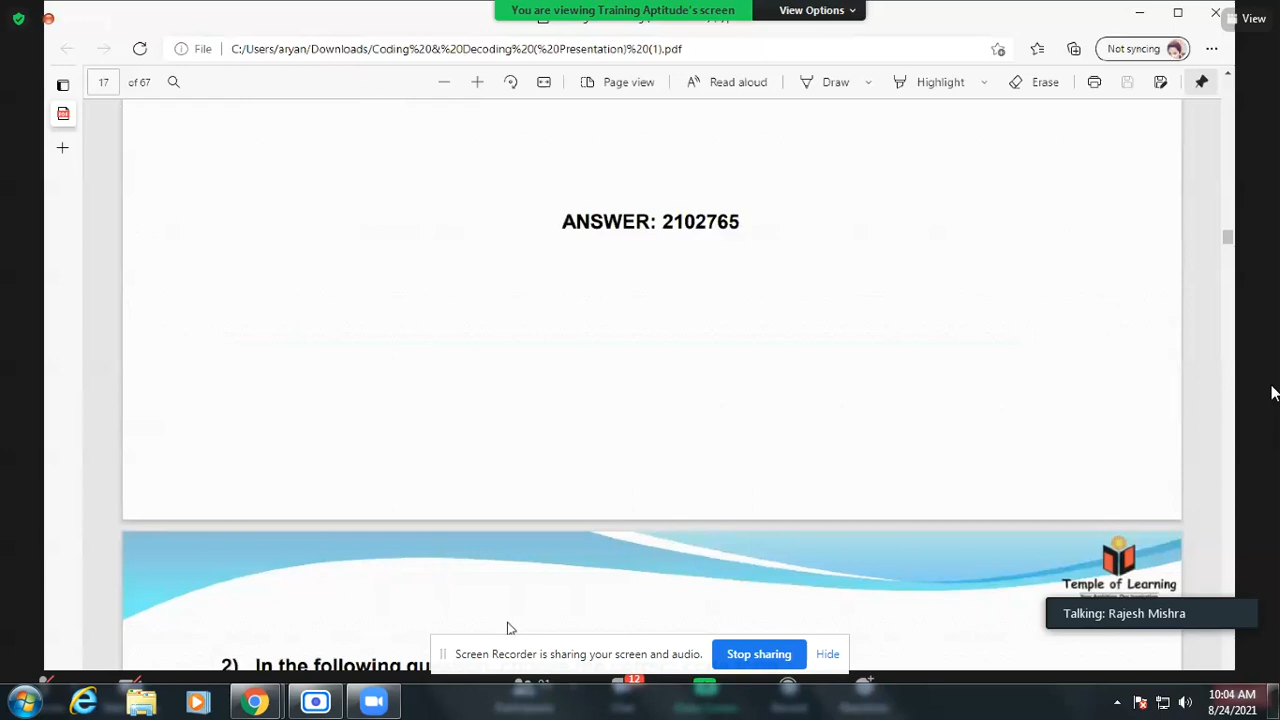 You are viewing Training Aptitude's screen
View Options
View
File
C:/Users/aryan/Downloads/Coding%20&%20Decoding%20(%20Presentation)%20(1).pdf
Not syncing
17
of 67
Page view
Read aloud
Draw
Highlight
Erase
ANSWER: 2102765
Temple of Learning
Talking: Rajesh Mishra
2) In the following qu
Screen Recorder is sharing your screen and audio.
Stop sharing
Hide
12
10:04 AM
8/24/2021